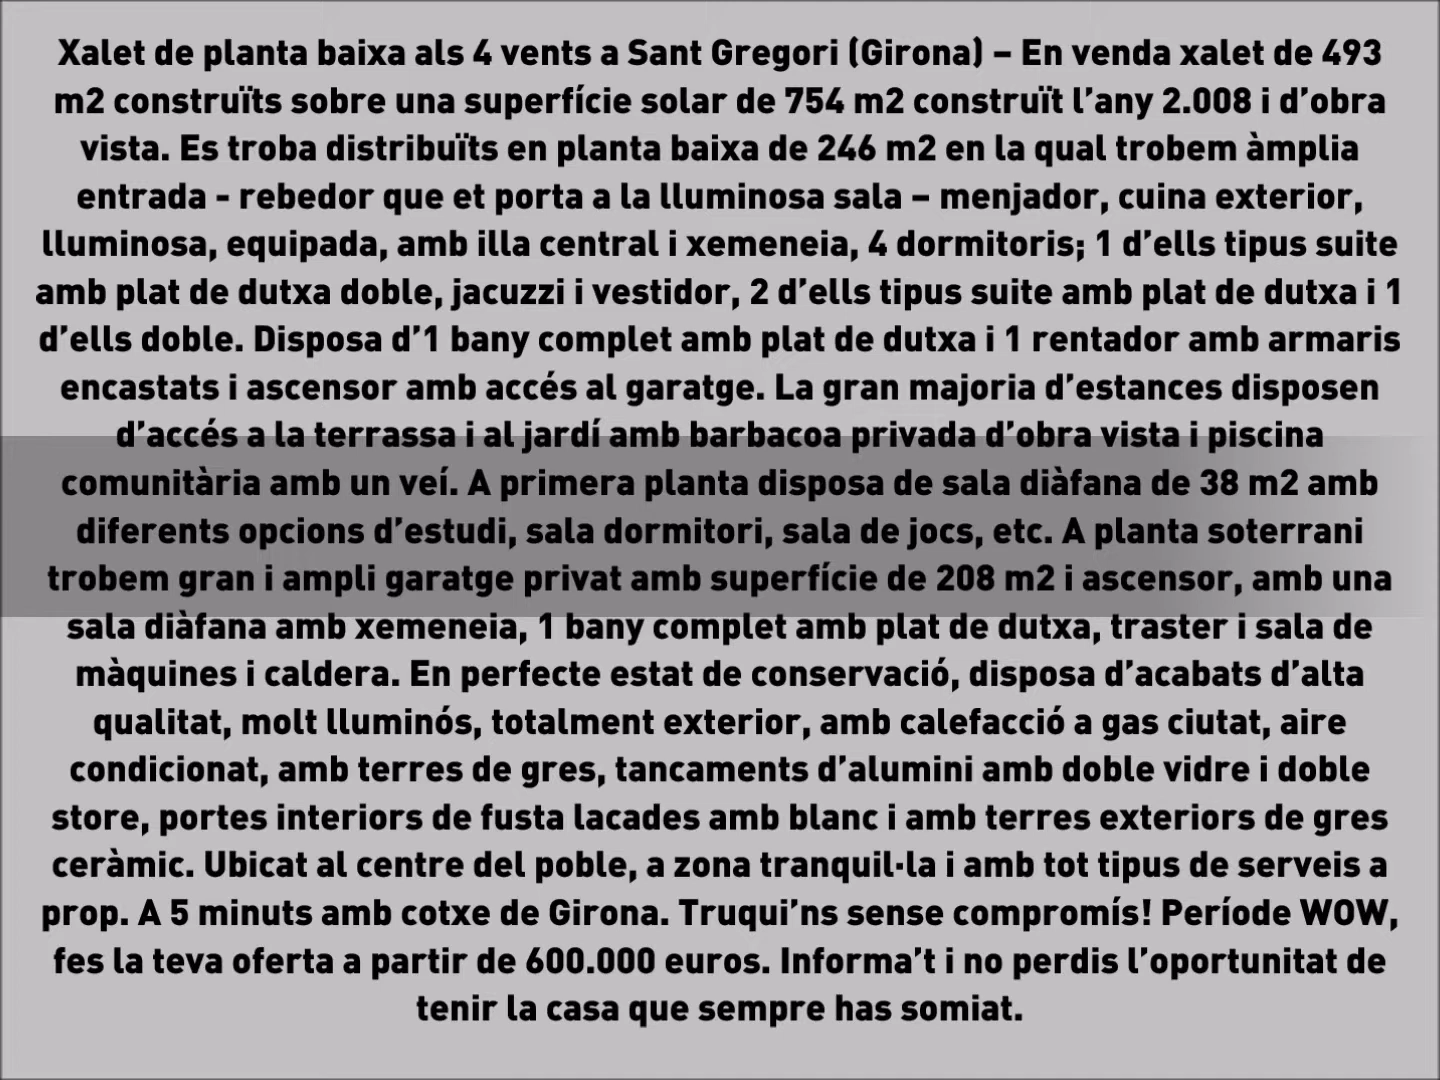 Xalet de planta baixa als 4 vents a Sant Gregori (Girona) – En venda xalet de 493
m2 construïts sobre una superfície solar de 754 m2 construït l’any 2.008 i d’obra
vista. Es troba distribuïts en planta baixa de 246 m2 en la qual trobem àmplia
entrada - rebedor que et porta a la lluminosa sala – menjador, cuina exterior,
lluminosa, equipada, amb illa central i xemeneia, 4 dormitoris; 1 d’ells tipus suite
amb plat de dutxa doble, jacuzzi i vestidor, 2 d’ells tipus suite amb plat de dutxa i 1
d’ells doble. Disposa d’1 bany complet amb plat de dutxa i 1 rentador amb armaris
encastats i ascensor amb accés al garatge. La gran majoria d’estances disposen
d’accés a la terrassa i al jardí amb barbacoa privada d’obra vista i piscina
comunitària amb un veí. A primera planta disposa de sala diàfana de 38 m2 amb
diferents opcions d’estudi, sala dormitori, sala de jocs, etc. A planta soterrani
trobem gran i ampli garatge privat amb superfície de 208 m2 i ascensor, amb una
sala diàfana amb xemeneia, 1 bany complet amb plat de dutxa, traster i sala de
màquines i caldera. En perfecte estat de conservació, disposa d’acabats d’alta
qualitat, molt lluminós, totalment exterior, amb calefacció a gas ciutat, aire
condicionat, amb terres de gres, tancaments d’alumini amb doble vidre i doble
store, portes interiors de fusta lacades amb blanc i amb terres exteriors de gres
ceràmic. Ubicat al centre del poble, a zona tranquil·la i amb tot tipus de serveis a
prop. A 5 minuts amb cotxe de Girona. Truqui’ns sense compromís! Període WOW,
fes la teva oferta a partir de 600.000 euros. Informa’t i no perdis l’oportunitat de
tenir la casa que sempre has somiat.